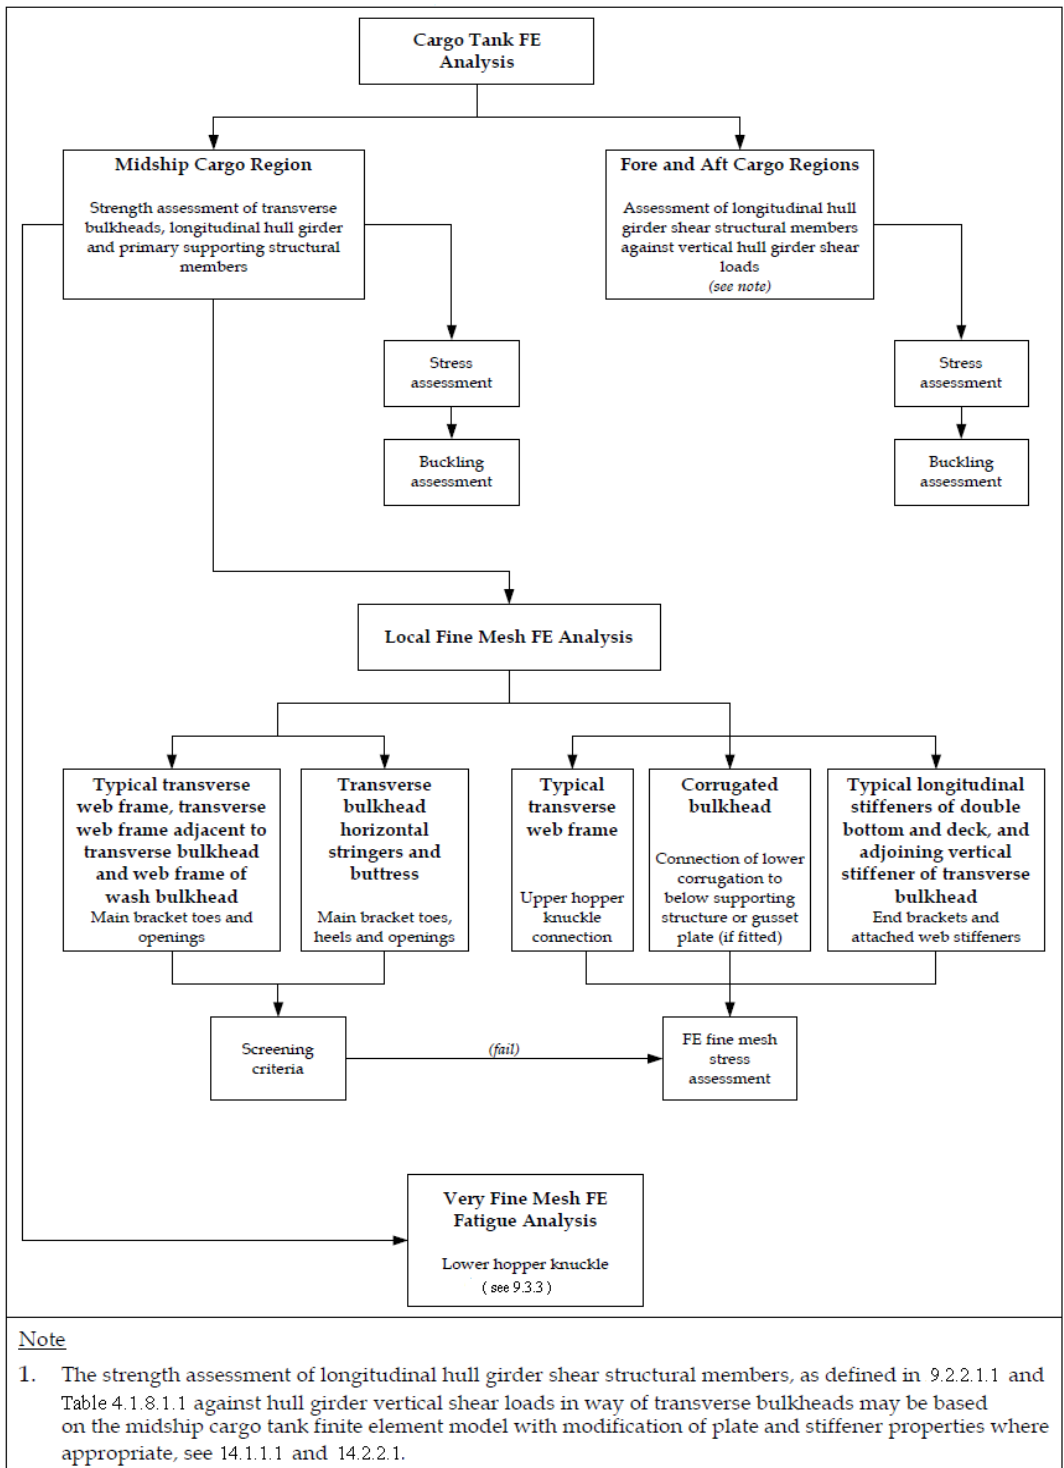 Cargo Tank FE
Analysis
Midship Cargo Region
Strength assessment of transverse
bulkheads, longitudinal hull girder
and primary supporting structural
members
Fore and Aft Cargo Regions
Assessment of longitudinal hull
girder shear structural members
against vertical hull girder shear
loads
(see note)
Stress
assessment
Buckling
assessment
Stress
assessment
Buckling
assessment
Local Fine Mesh FE Analysis
Typical transverse
web frame, transverse
web frame adjacent to
transverse bulkhead
and web frame of
wash bulkhead
Main bracket toes and
openings
Transverse
bulkhead
horizontal
stringers and
buttress
Main bracket toes,
heels and openings
Typical
transverse
web frame
Upper hopper
knuckle
connection
Corrugated
bulkhead
Connection of lower
corrugation to
below supporting
structure or gusset
plate (if fitted)
Typical longitudinal
stiffeners of double
bottom and deck, and
adjoining vertical
stiffener of transverse
bulkhead
End brackets and
attached web stiffeners
Screening
criteria
(fail)
FE fine mesh
stress
assessment
Very Fine Mesh FE
Fatigue Analysis
Lower hopper knuckle
( see 9.3.3 )
Note
1. The strength assessment of longitudinal hull girder shear structural members, as defined in 9.2.2.1.1 and
Table 4.1.8.1.1 against hull girder vertical shear loads in way of transverse bulkheads may be based
on the midship cargo tank finite element model with modification of plate and stiffener properties where
appropriate, see 14.1.1.1 and 14.2.2.1.